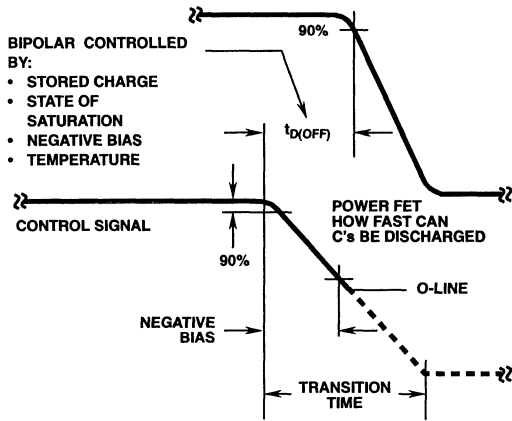 90%
BIPOLAR CONTROLLED
BY:
• STORED CHARGE
• STATE OF
SATURATION
• NEGATIVE BIAS
• TEMPERATURE
tD(OFF)
CONTROL SIGNAL
90%
POWER FET
HOW FAST CAN
C's BE DISCHARGED
O-LINE
NEGATIVE
BIAS
TRANSITION
TIME